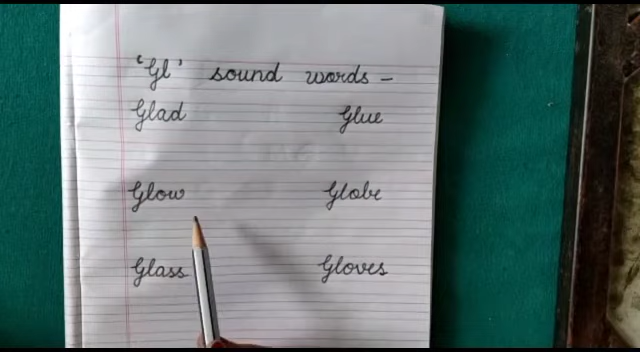 'Gl' sound words -
Glad Glue
Glow Globe
Glass Gloves